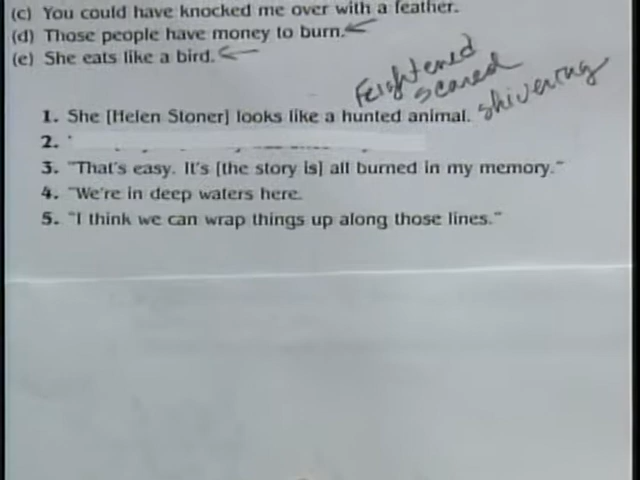 (c) You could have knocked me over with a feather.
(d) Those people have money to burn.
(e) She eats like a bird.
Frightened
scared
shivering
1. She [Helen Stoner] looks like a hunted animal.
2.
3. "That's easy. It's [the story is] all burned in my memory."
4. "We're in deep waters here.
5. "I think we can wrap things up along those lines."